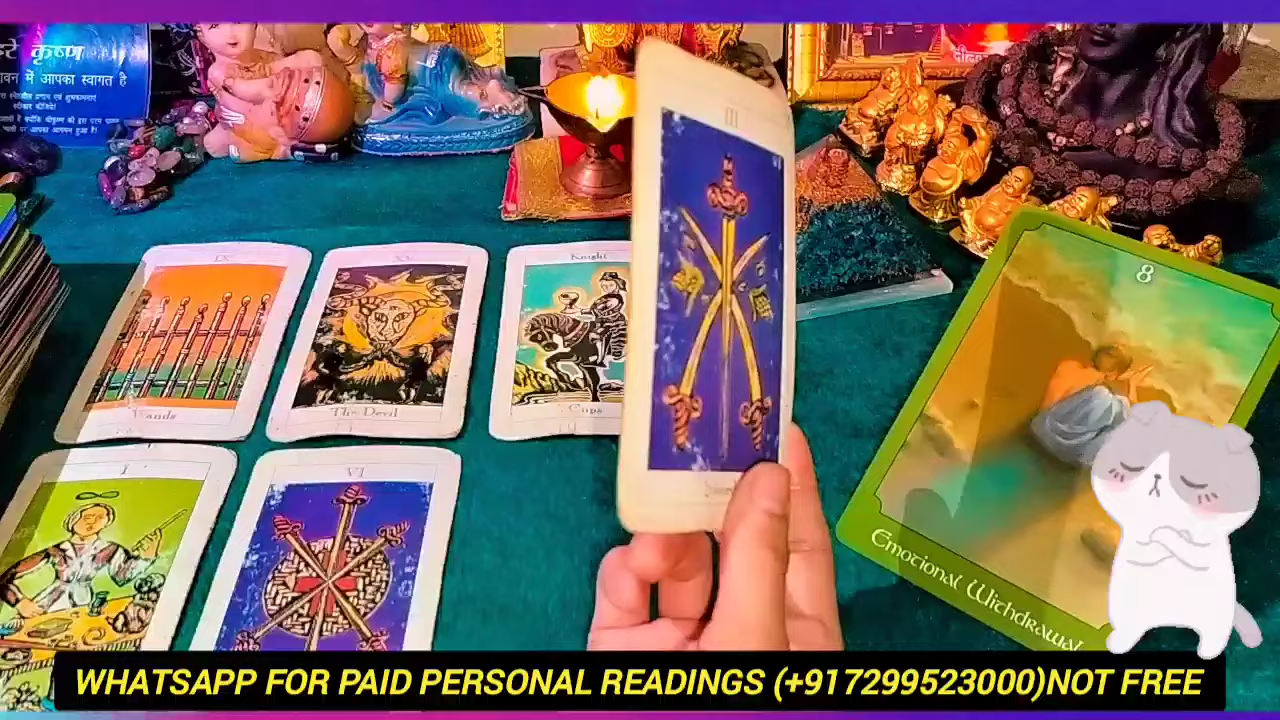 हरे कृष्ण
में आपका स्वागत है
IX
XV
Knight
III
8
Wands
The Devil
Cups
I
VI
Emotional Withdrawal
WHATSAPP FOR PAID PERSONAL READINGS (+917299523000)NOT FREE